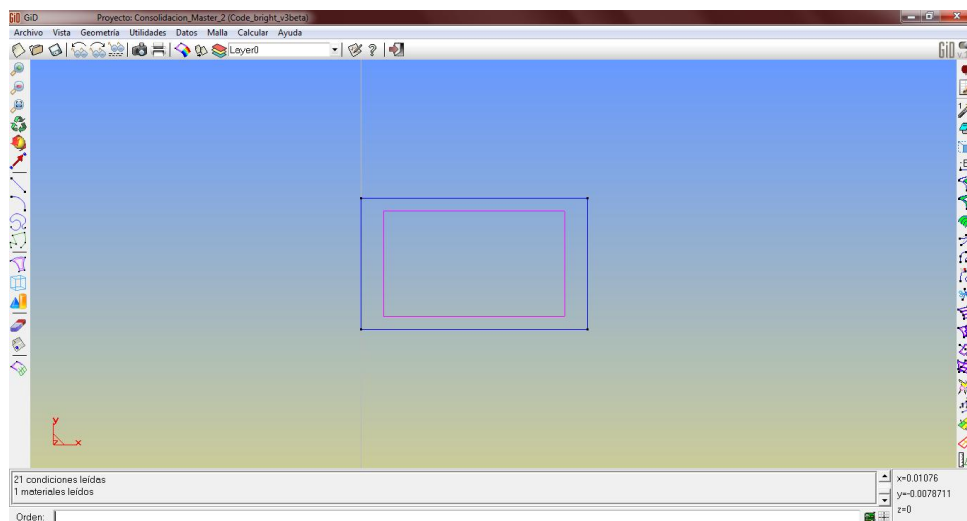 GiD GiD Proyecto: Consolidacion_Master_2 (Code_bright_v3beta)
Archivo Vista Geometría Utilidades Datos Malla Calcular Ayuda
Layer0
GiD
y
z x
21 condiciones leídas
1 materiales leídos
x=0.01076
y=-0.0078711
z=0
Orden: